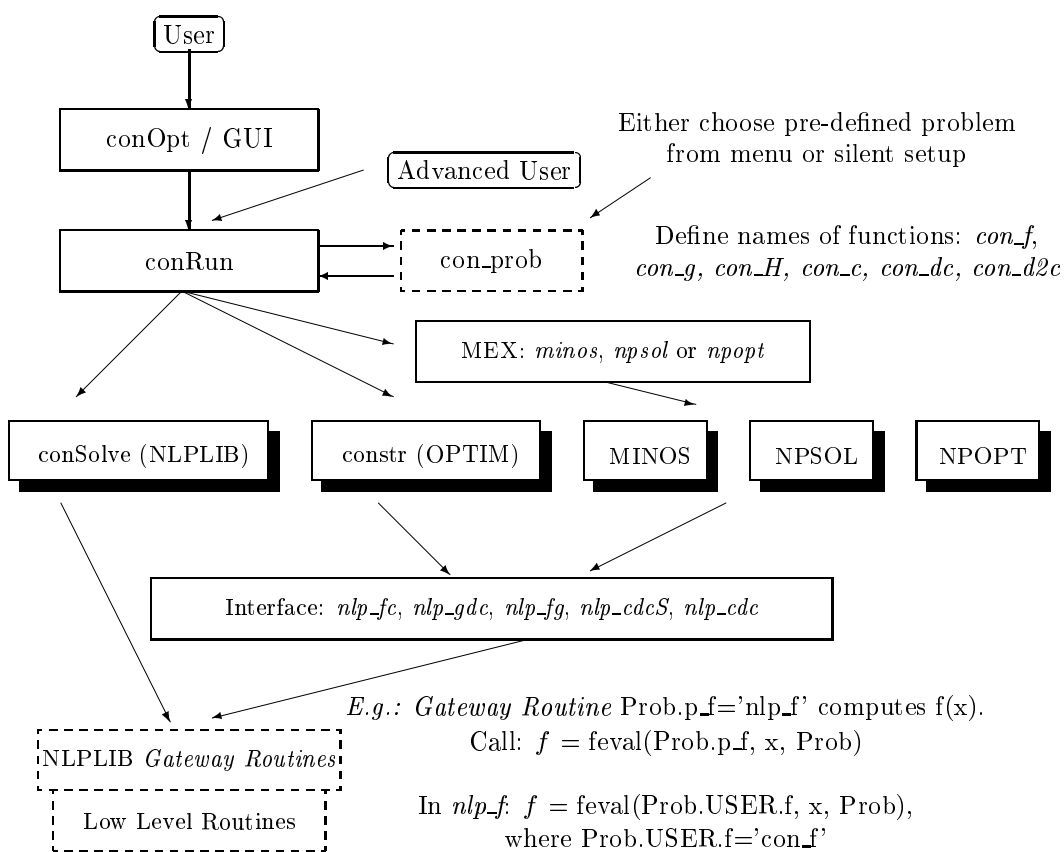 User
conOpt / GUI
Either choose pre-defined problem
from menu or silent setup
Advanced User
conRun
con_prob
Define names of functions: con_f,
con_g, con_H, con_c, con_dc, con_d2c
MEX: minos, npsol or npopt
conSolve (NLPLIB)
constr (OPTIM)
MINOS
NPSOL
NPOPT
Interface: nlp_fc, nlp_gdc, nlp_fg, nlp_cdcS, nlp_cdc
E.g.: Gateway Routine Prob.p_f='nlp_f' computes f(x).
Call: f = feval(Prob.p_f, x, Prob)
NLPLIB Gateway Routines
Low Level Routines
In nlp_f: f = feval(Prob.USER.f, x, Prob),
where Prob.USER.f='con_f'